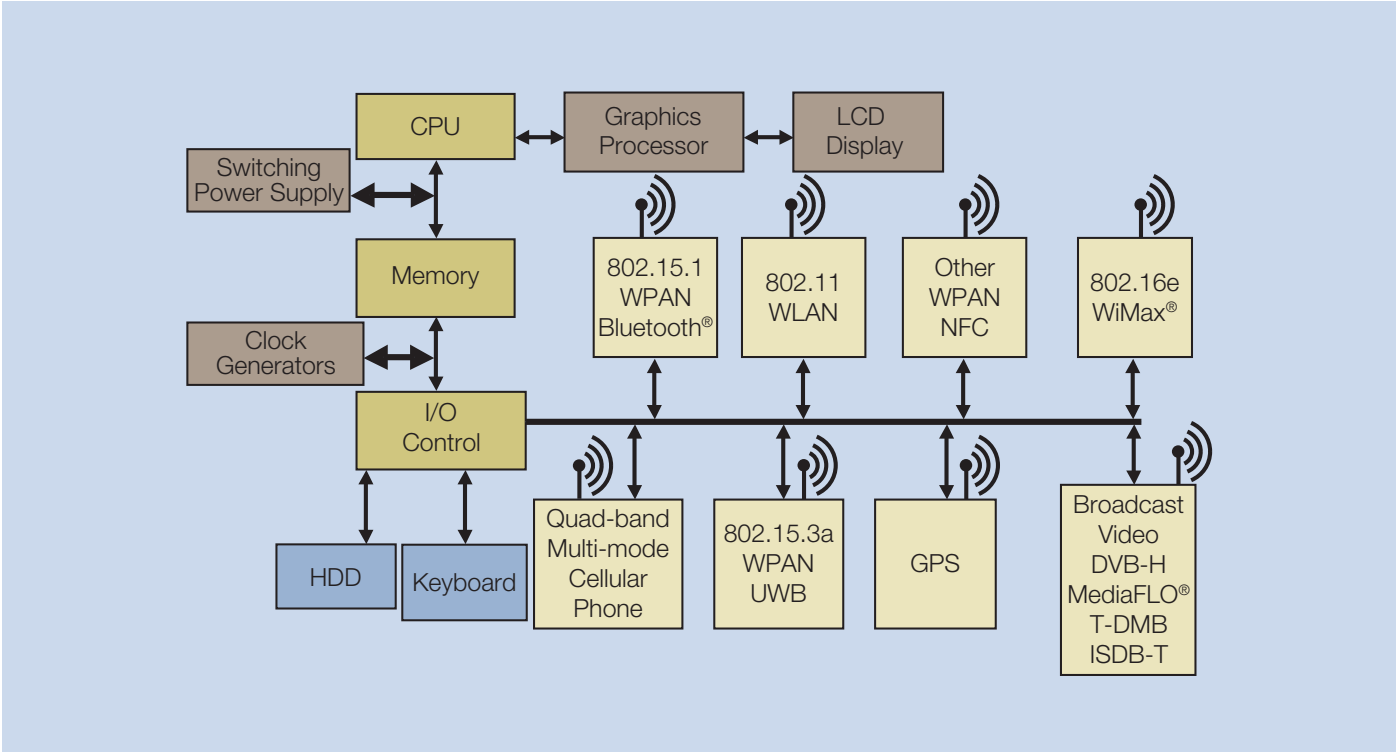 CPU
Graphics
Processor
LCD
Display
Switching
Power Supply
Memory
802.15.1
WPAN
Bluetooth®
802.11
WLAN
Other
WPAN
NFC
802.16e
WiMax®
Clock
Generators
I/O
Control
HDD
Keyboard
Quad-band
Multi-mode
Cellular
Phone
802.15.3a
WPAN
UWB
GPS
Broadcast
Video
DVB-H
MediaFLO®
T-DMB
ISDB-T